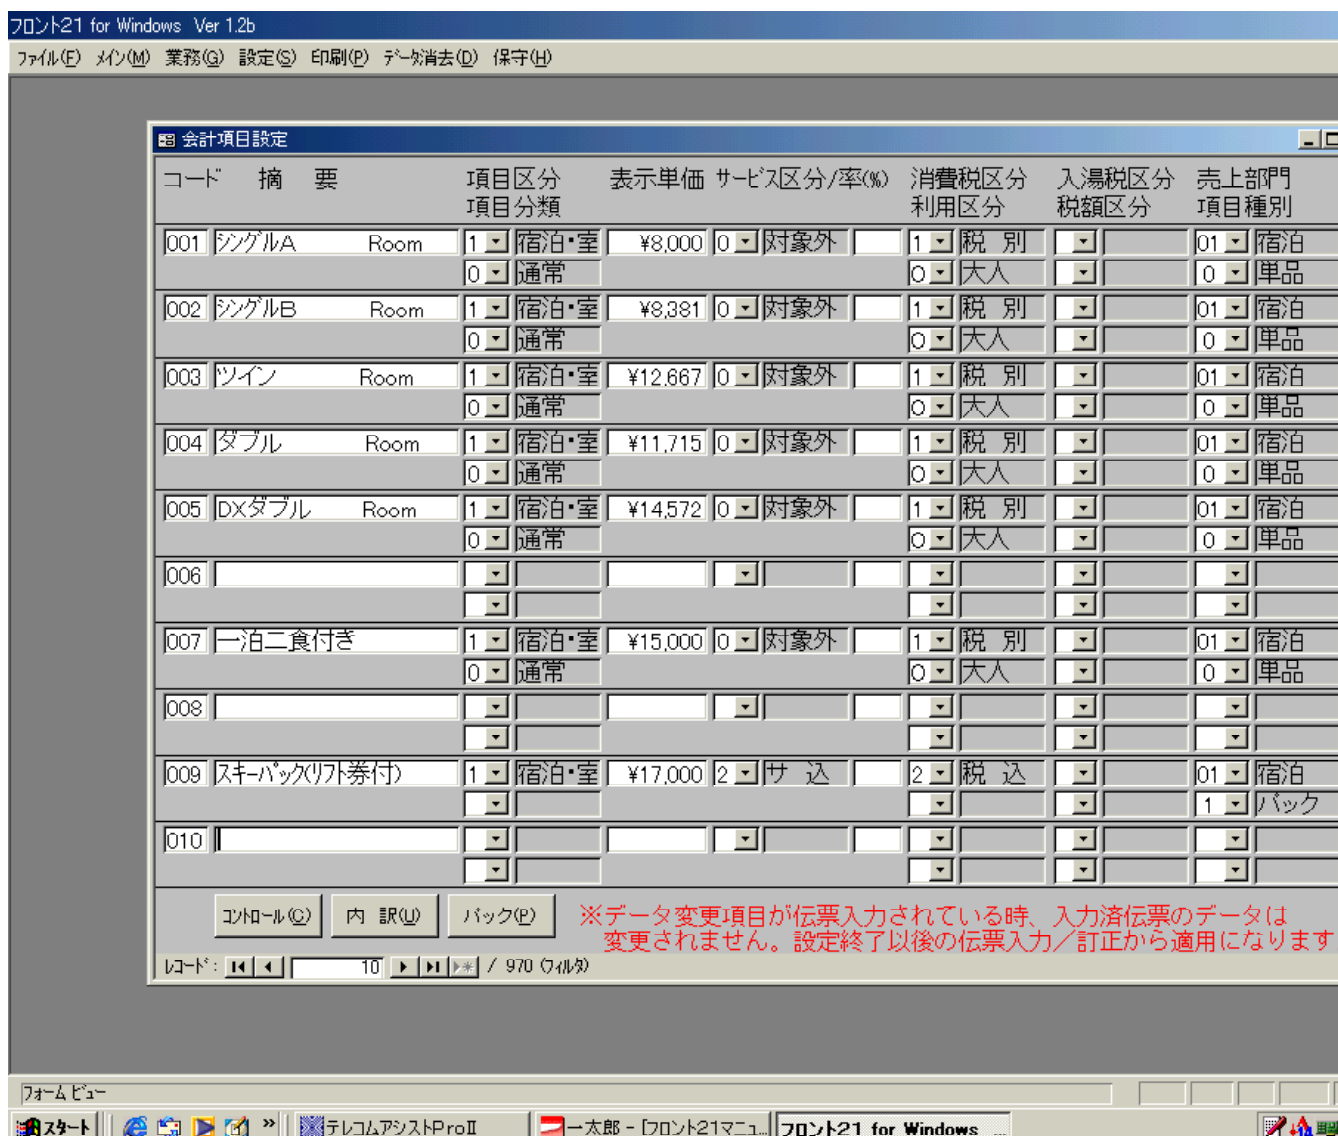 フロント21 for Windows Ver 1.2b
ファイル(F) メイン(M) 業務(G) 設定(S) 印刷(P) データ消去(D) 保守(H)
会計項目設定
コード 摘 要 項目区分 表示単価 サービス区分/率(%) 消費税区分 入湯税区分 売上部門
項目分類 利用区分 税額区分 項目種別
001 シングルA Room 1 宿泊・室 ¥8,000 0 対象外 1 税 別 01 宿泊
0 通常 0 大人 0 単品
002 シングルB Room 1 宿泊・室 ¥8,381 0 対象外 1 税 別 01 宿泊
0 通常 0 大人 0 単品
003 ツイン Room 1 宿泊・室 ¥12,667 0 対象外 1 税 別 01 宿泊
0 通常 0 大人 0 単品
004 ダブル Room 1 宿泊・室 ¥11,715 0 対象外 1 税 別 01 宿泊
0 通常 0 大人 0 単品
005 DXダブル Room 1 宿泊・室 ¥14,572 0 対象外 1 税 別 01 宿泊
0 通常 0 大人 0 単品
006
007 一泊二食付き 1 宿泊・室 ¥15,000 0 対象外 1 税 別 01 宿泊
0 通常 0 大人 0 単品
008
009 スキーパック(リフト券付) 1 宿泊・室 ¥17,000 2 サ 込 2 税 込 01 宿泊
1 パック
010
コントロール(C) 内 訳(U) パック(P) ※データ変更項目が伝票入力されている時、入力済伝票のデータは
変更されません。設定終了以後の伝票入力/訂正から適用になります
レコード: 10 / 970 (フィルタ)
フォーム ビュー
スタート » テレコムアシストProⅡ 一太郎 - [フロント21マニュ... フロント21 for Windows ...